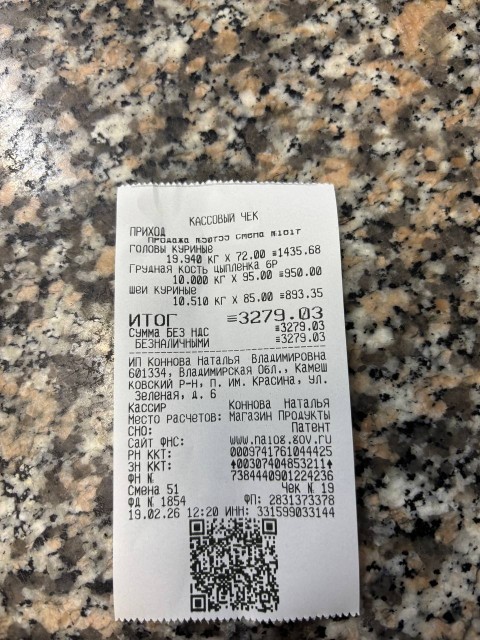 КАССОВЫЙ ЧЕК
ПРИХОД
Продажа №50755 Смена №1017
ГОЛОВЫ КУРИНЫЕ
19.940 КГ X 72.00 ≡1435.68
Грудная кость цыпленка 6Р
10.000 КГ X 95.00 ≡950.00
ШЕИ КУРИНЫЕ
10.510 КГ X 85.00 ≡893.35
ИТОГ ≡3279.03
СУММА БЕЗ НДС ≡3279.03
БЕЗНАЛИЧНЫМИ ≡3279.03
ИП Коннова Наталья Владимировна
601334, Владимирская Обл., Камеш
ковский Р-н, п. им. Красина, ул.
Зеленая, д. 6
Кассир Коннова Наталья
Место расчетов: Магазин Продукты
СНО: Патент
Сайт ФНС: www.nalog.gov.ru
РН ККТ: 0009741761044425
ЗН ККТ: ♦00307404853211♦
ФН № 7384440901224236
Смена 51 Чек № 19
ФД № 1854 ФП: 2831373378
19.02.26 12:20 ИНН: 331599033144